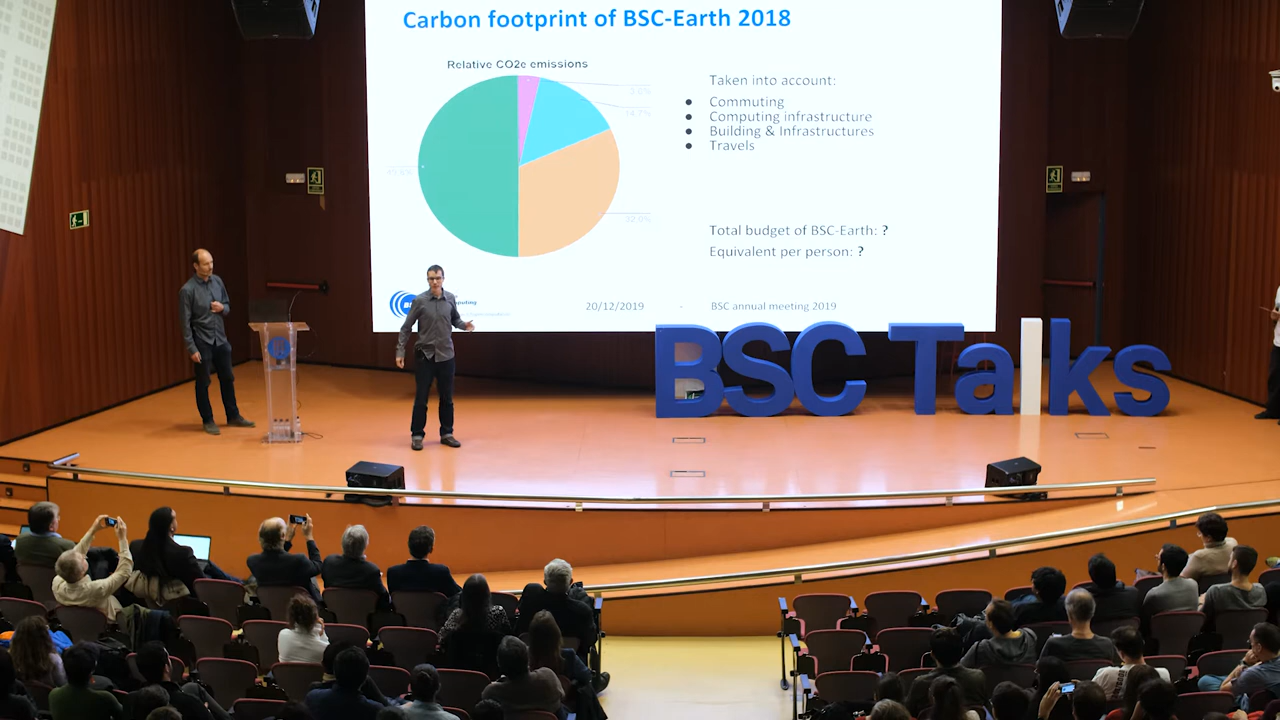 Carbon footprint of BSC-Earth 2018
Relative CO2e emissions
Taken into account:
● Commuting
● Computing infrastructure
● Building & Infrastructures
● Travels
Total budget of BSC-Earth: ?
Equivalent per person: ?
20/12/2019 - BSC annual meeting 2019
BSC Talks